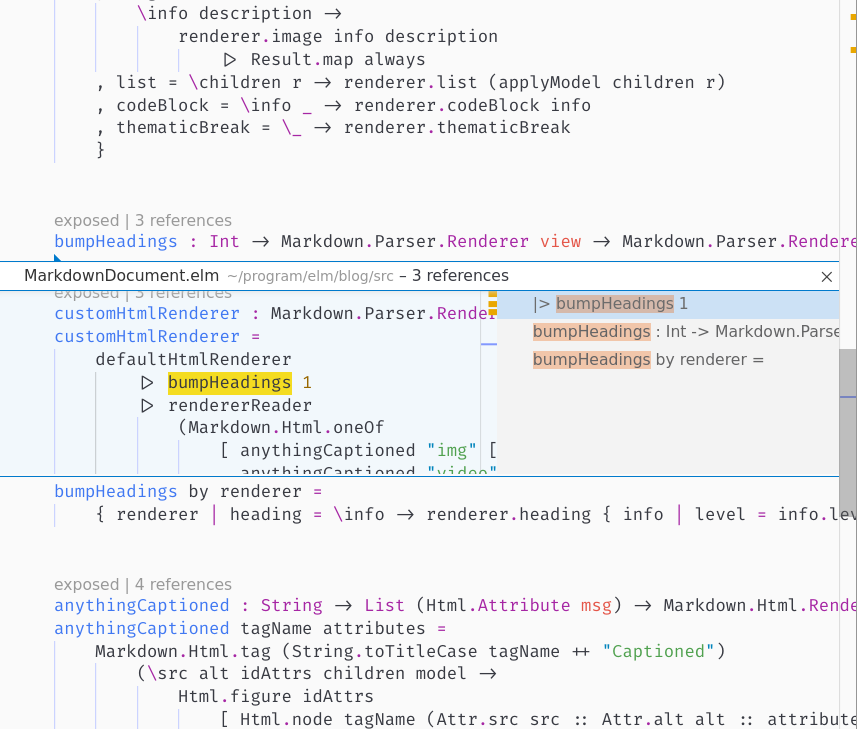 \info description ->
renderer.image info description
|> Result.map always
, list = \children r -> renderer.list (applyModel children r)
, codeBlock = \info _ -> renderer.codeBlock info
, thematicBreak = \_ -> renderer.thematicBreak
}
exposed | 3 references
bumpHeadings : Int -> Markdown.Parser.Renderer view -> Markdown.Parser.Rendere
MarkdownDocument.elm ~/program/elm/blog/src – 3 references
exposed | 3 references
customHtmlRenderer : Markdown.Parser.Render
customHtmlRenderer =
defaultHtmlRenderer
|> bumpHeadings 1
|> rendererReader
(Markdown.Html.oneOf
[ anythingCaptioned "img" [
anythingCaptioned "video"
|> bumpHeadings 1
bumpHeadings : Int -> Markdown.Parse
bumpHeadings by renderer =
bumpHeadings by renderer =
{ renderer | heading = \info -> renderer.heading { info | level = info.lev
exposed | 4 references
anythingCaptioned : String -> List (Html.Attribute msg) -> Markdown.Html.Rende
anythingCaptioned tagName attributes =
Markdown.Html.tag (String.toTitleCase tagName ++ "Captioned")
(\src alt idAttrs children model ->
Html.figure idAttrs
[ Html.node tagName (Attr.src src :: Attr.alt alt :: attribute